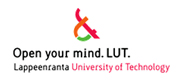 Open your mind. LUT.
Lappeenranta University of Technology